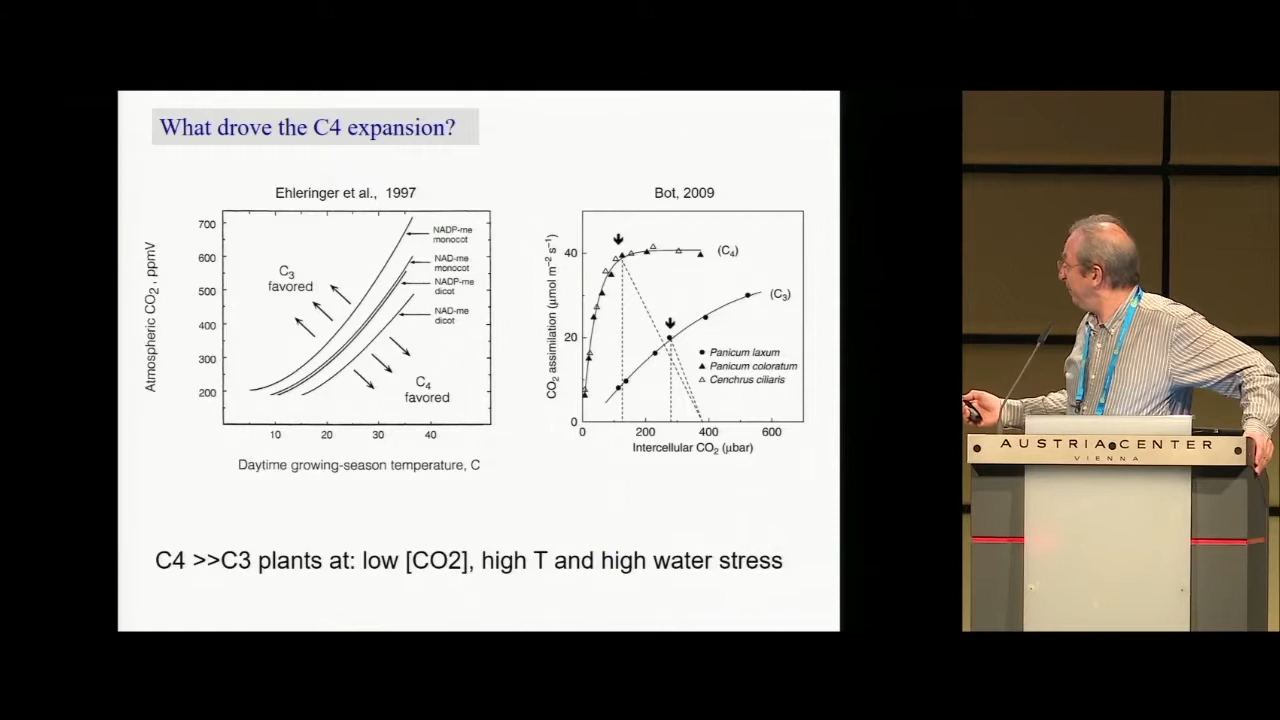 What drove the C4 expansion?
Ehleringer et al., 1997
Atmospheric CO2, ppmV
700
600
500
400
300
200
C3
favored
NADP-me
monocot
NAD-me
monocot
NADP-me
dicot
NAD-me
dicot
C4
favored
10
20
30
40
Daytime growing-season temperature, C
Bot, 2009
CO2 assimilation (µmol m⁻² s⁻¹)
40
20
0
(C4)
(C3)
Panicum laxum
Panicum coloratum
Cenchrus ciliaris
0
200
400
600
Intercellular CO2 (µbar)
C4 >>C3 plants at: low [CO2], high T and high water stress
AUSTRIA CENTER
VIENNA